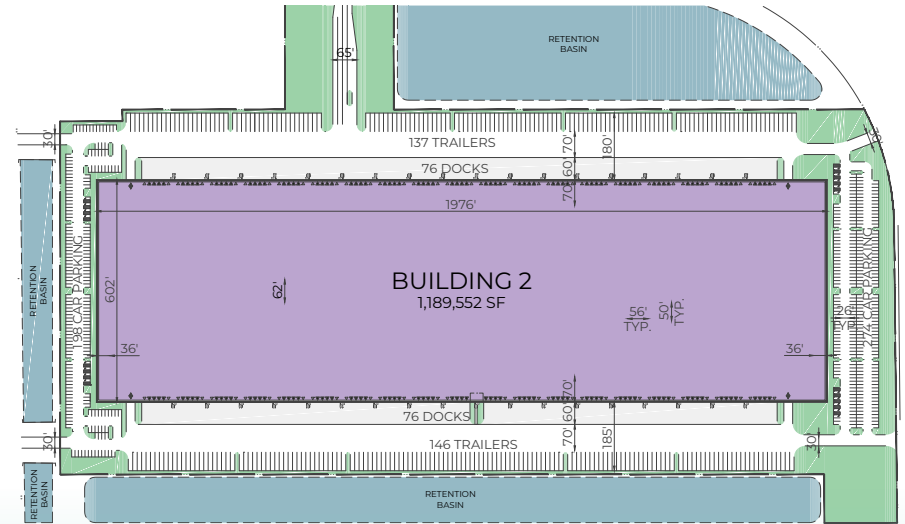 RETENTION
BASIN
65'
30'
137 TRAILERS
70'
180'
30'
76 DOCKS
60'
70'
1976'
RETENTION
BASIN
198 CAR PARKING
602'
62'
BUILDING 2
1,189,552 SF
56'
TYP.
50'
TYP.
26'
TYP.
274 CAR PARKING
36'
36'
70'
76 DOCKS
60'
30'
146 TRAILERS
70'
185'
30'
RETENTION
BASIN
RETENTION
BASIN